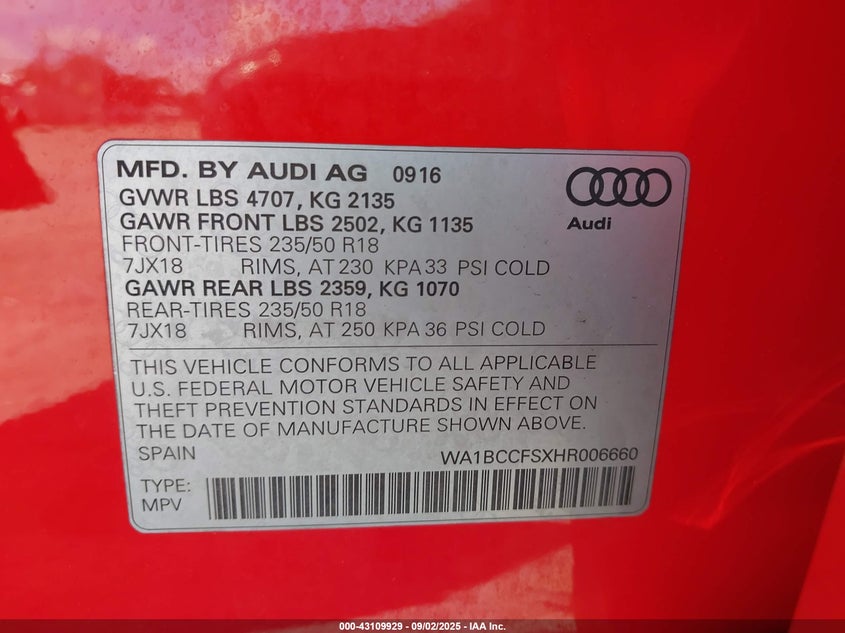 MFD. BY AUDI AG 0916
GVWR LBS 4707, KG 2135
GAWR FRONT LBS 2502, KG 1135
FRONT-TIRES 235/50 R18
7JX18 RIMS, AT 230 KPA 33 PSI COLD
GAWR REAR LBS 2359, KG 1070
REAR-TIRES 235/50 R18
7JX18 RIMS, AT 250 KPA 36 PSI COLD
Audi
THIS VEHICLE CONFORMS TO ALL APPLICABLE
U.S. FEDERAL MOTOR VEHICLE SAFETY AND
THEFT PREVENTION STANDARDS IN EFFECT ON
THE DATE OF MANUFACTURE SHOWN ABOVE.
SPAIN WA1BCCFSXHR006660
TYPE:
MPV
000-43109929 - 09/02/2025 - IAA Inc.